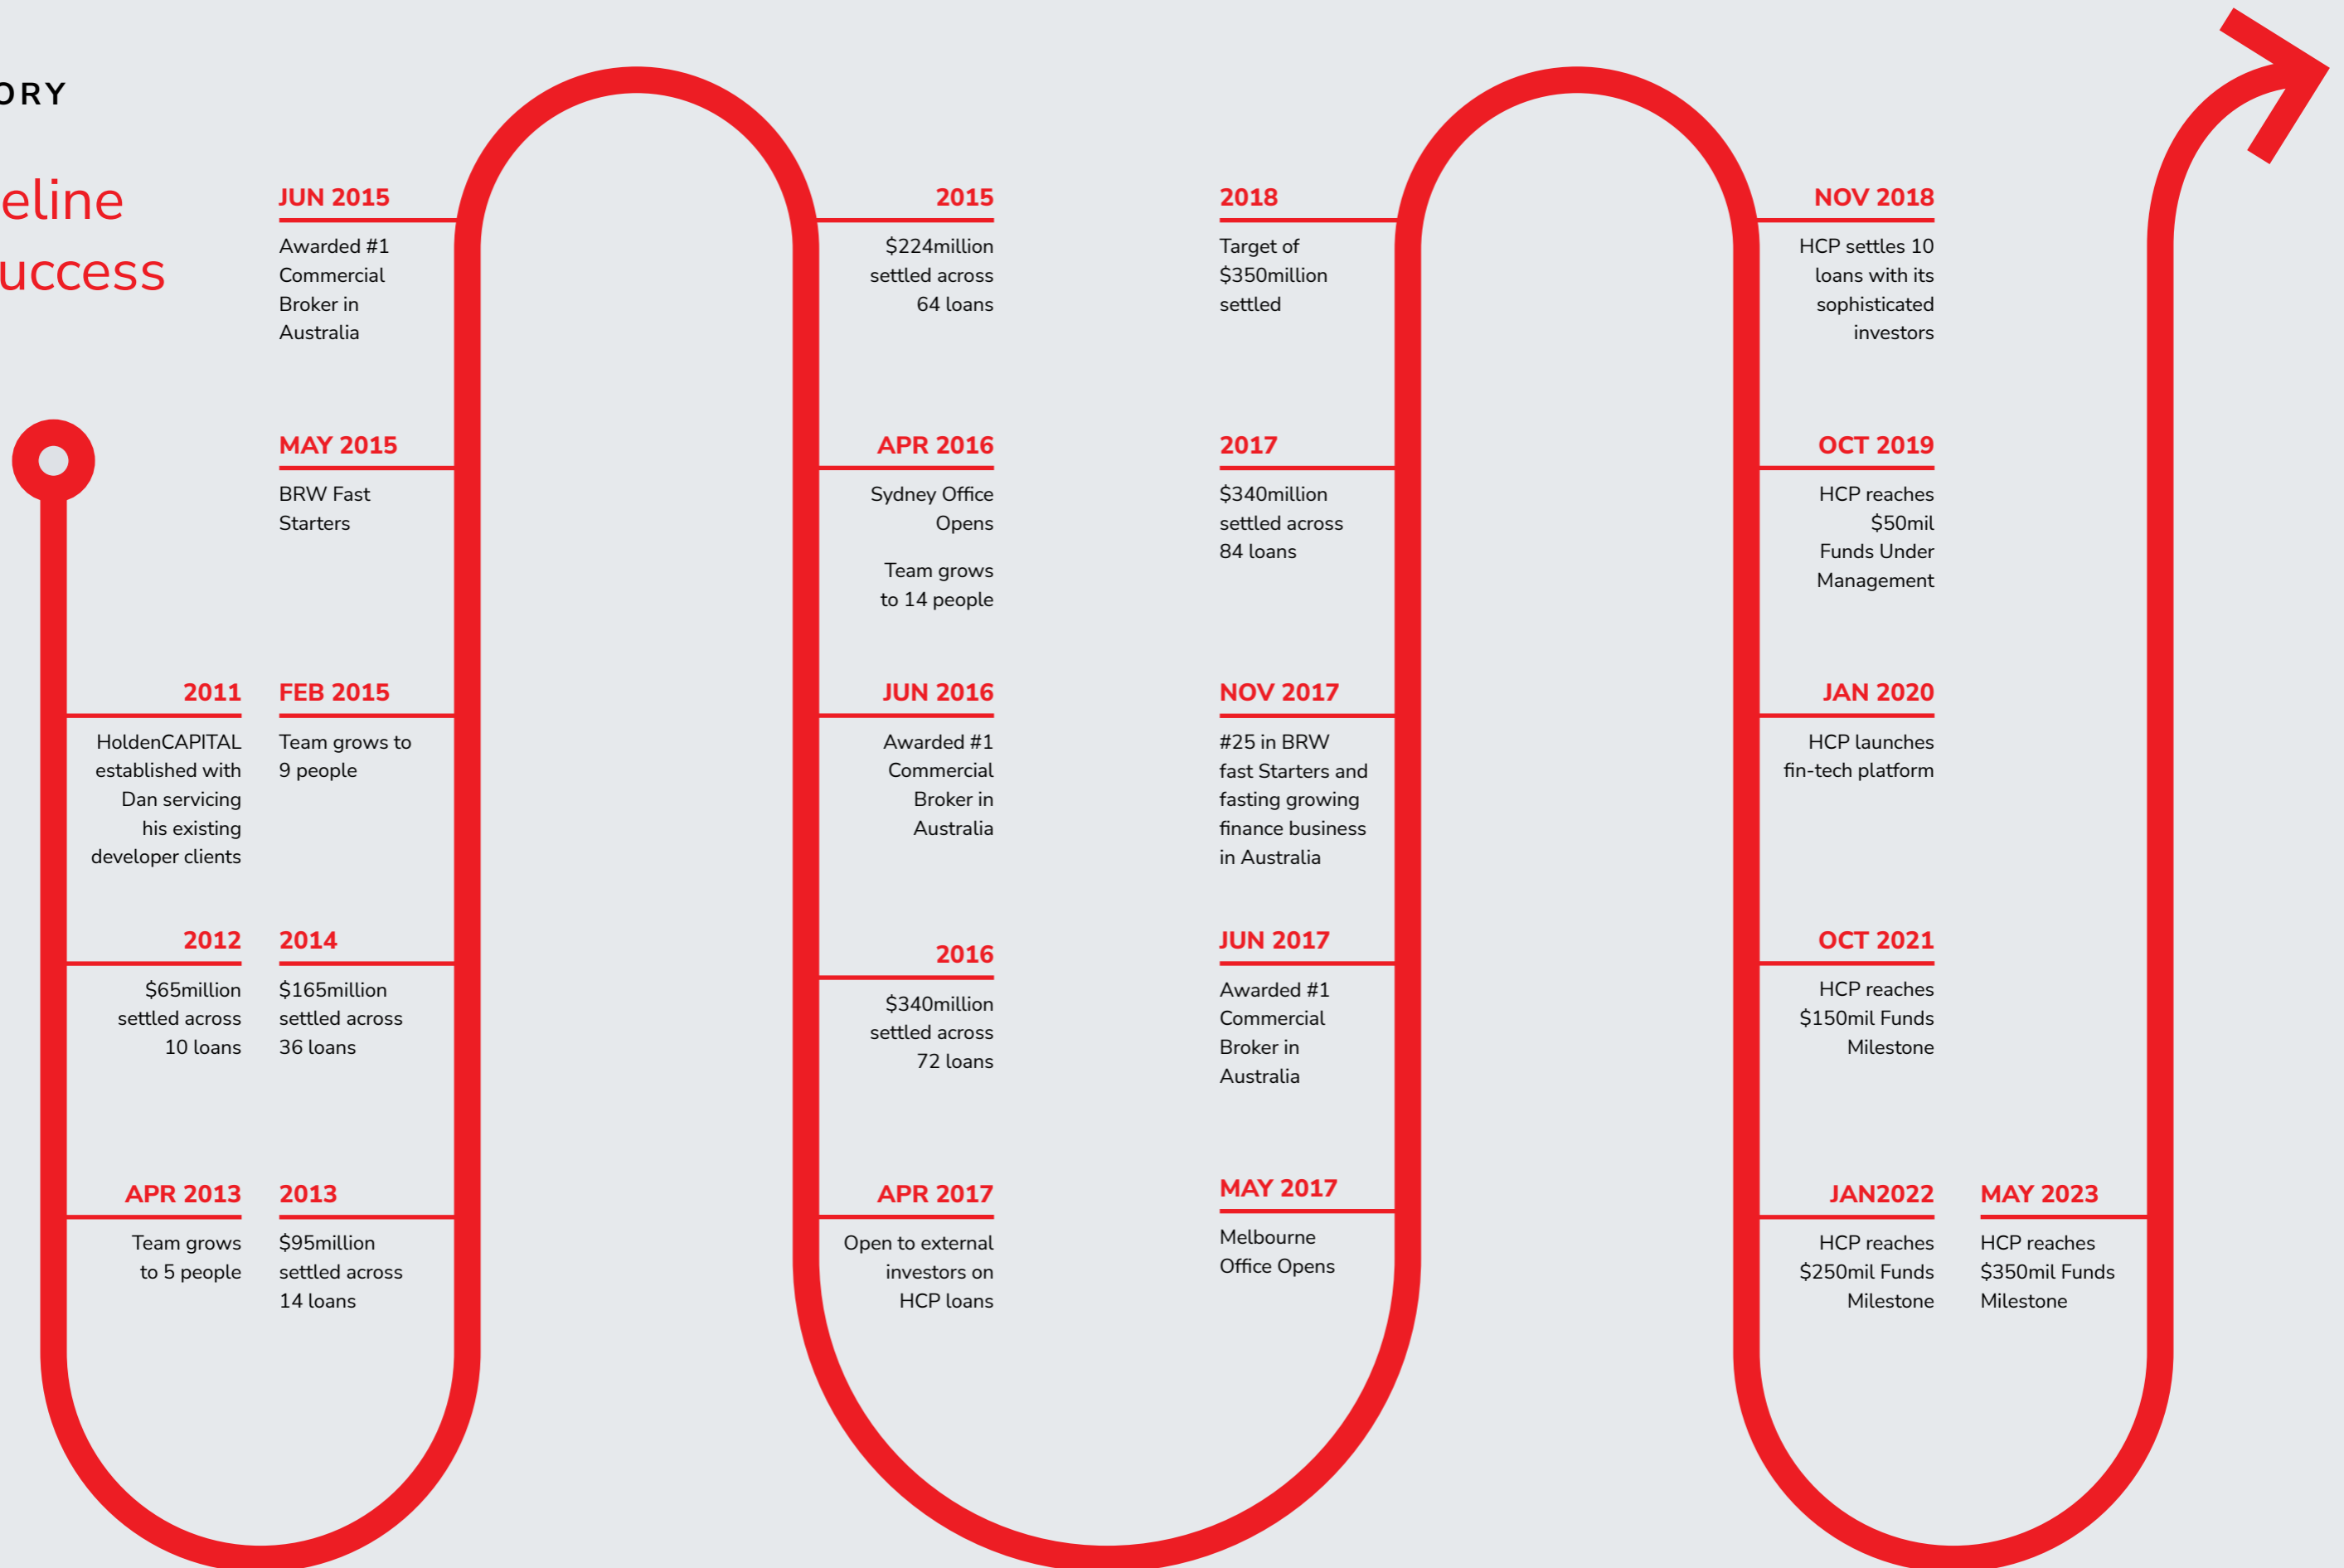 ORY
eline
uccess
2011
HoldenCAPITAL
established with
Dan servicing
his existing
developer clients
2012
$65million
settled across
10 loans
APR 2013
Team grows
to 5 people
2013
$95million
settled across
14 loans
2014
$165million
settled across
36 loans
FEB 2015
Team grows to
9 people
MAY 2015
BRW Fast
Starters
JUN 2015
Awarded #1
Commercial
Broker in
Australia
2015
$224million
settled across
64 loans
APR 2016
Sydney Office
Opens
Team grows
to 14 people
JUN 2016
Awarded #1
Commercial
Broker in
Australia
2016
$340million
settled across
72 loans
APR 2017
Open to external
investors on
HCP loans
MAY 2017
Melbourne
Office Opens
JUN 2017
Awarded #1
Commercial
Broker in
Australia
NOV 2017
#25 in BRW
fast Starters and
fasting growing
finance business
in Australia
2017
$340million
settled across
84 loans
2018
Target of
$350million
settled
NOV 2018
HCP settles 10
loans with its
sophisticated
investors
OCT 2019
HCP reaches
$50mil
Funds Under
Management
JAN 2020
HCP launches
fin-tech platform
OCT 2021
HCP reaches
$150mil Funds
Milestone
JAN2022
HCP reaches
$250mil Funds
Milestone
MAY 2023
HCP reaches
$350mil Funds
Milestone